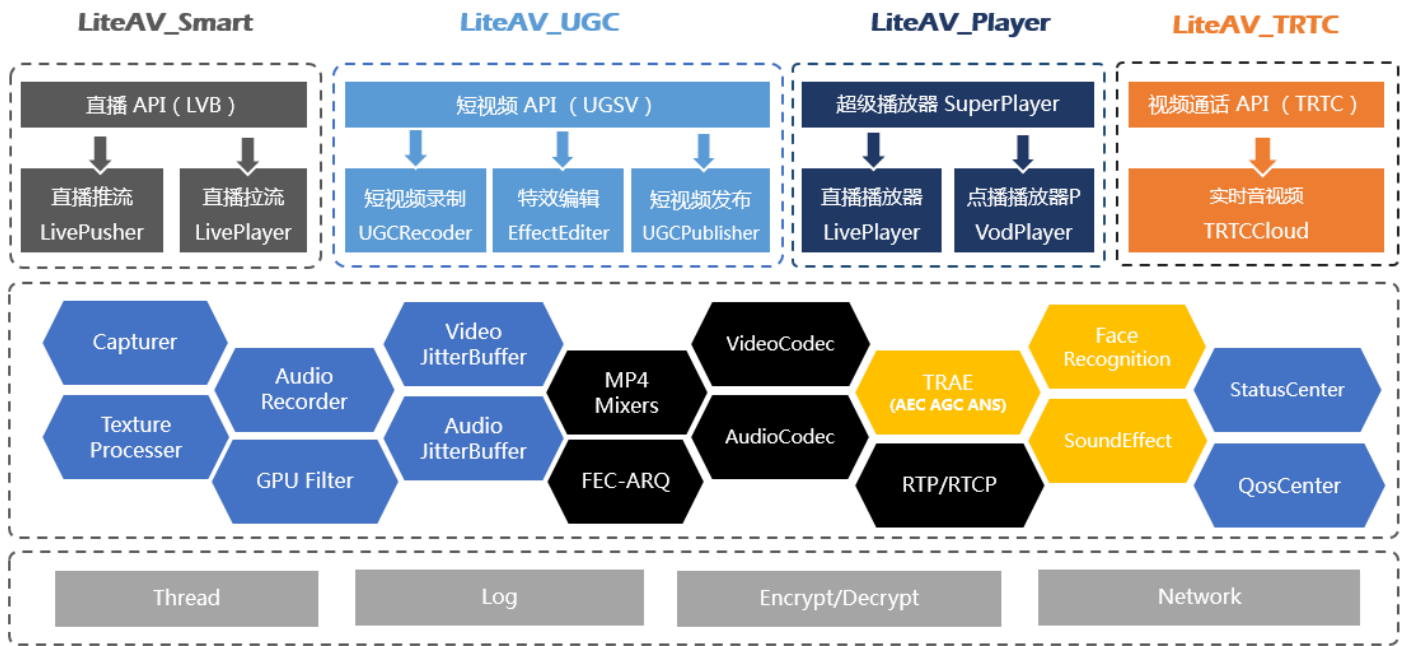 LiteAV_Smart
LiteAV_UGC
LiteAV_Player
LiteAV_TRTC
直播 API（LVB）
短视频 API （UGSV）
超级播放器 SuperPlayer
视频通话 API （TRTC）
直播推流
LivePusher
直播拉流
LivePlayer
短视频录制
UGCRecoder
特效编辑
EffectEditer
短视频发布
UGCPublisher
直播播放器
LivePlayer
点播播放器P
VodPlayer
实时音视频
TRTCCloud
Capturer
Texture
Processer
Audio
Recorder
GPU Filter
Video
JitterBuffer
Audio
JitterBuffer
MP4
Mixers
FEC-ARQ
VideoCodec
AudioCodec
TRAE
(AEC AGC ANS)
RTP/RTCP
Face
Recognition
SoundEffect
StatusCenter
QosCenter
Thread
Log
Encrypt/Decrypt
Network